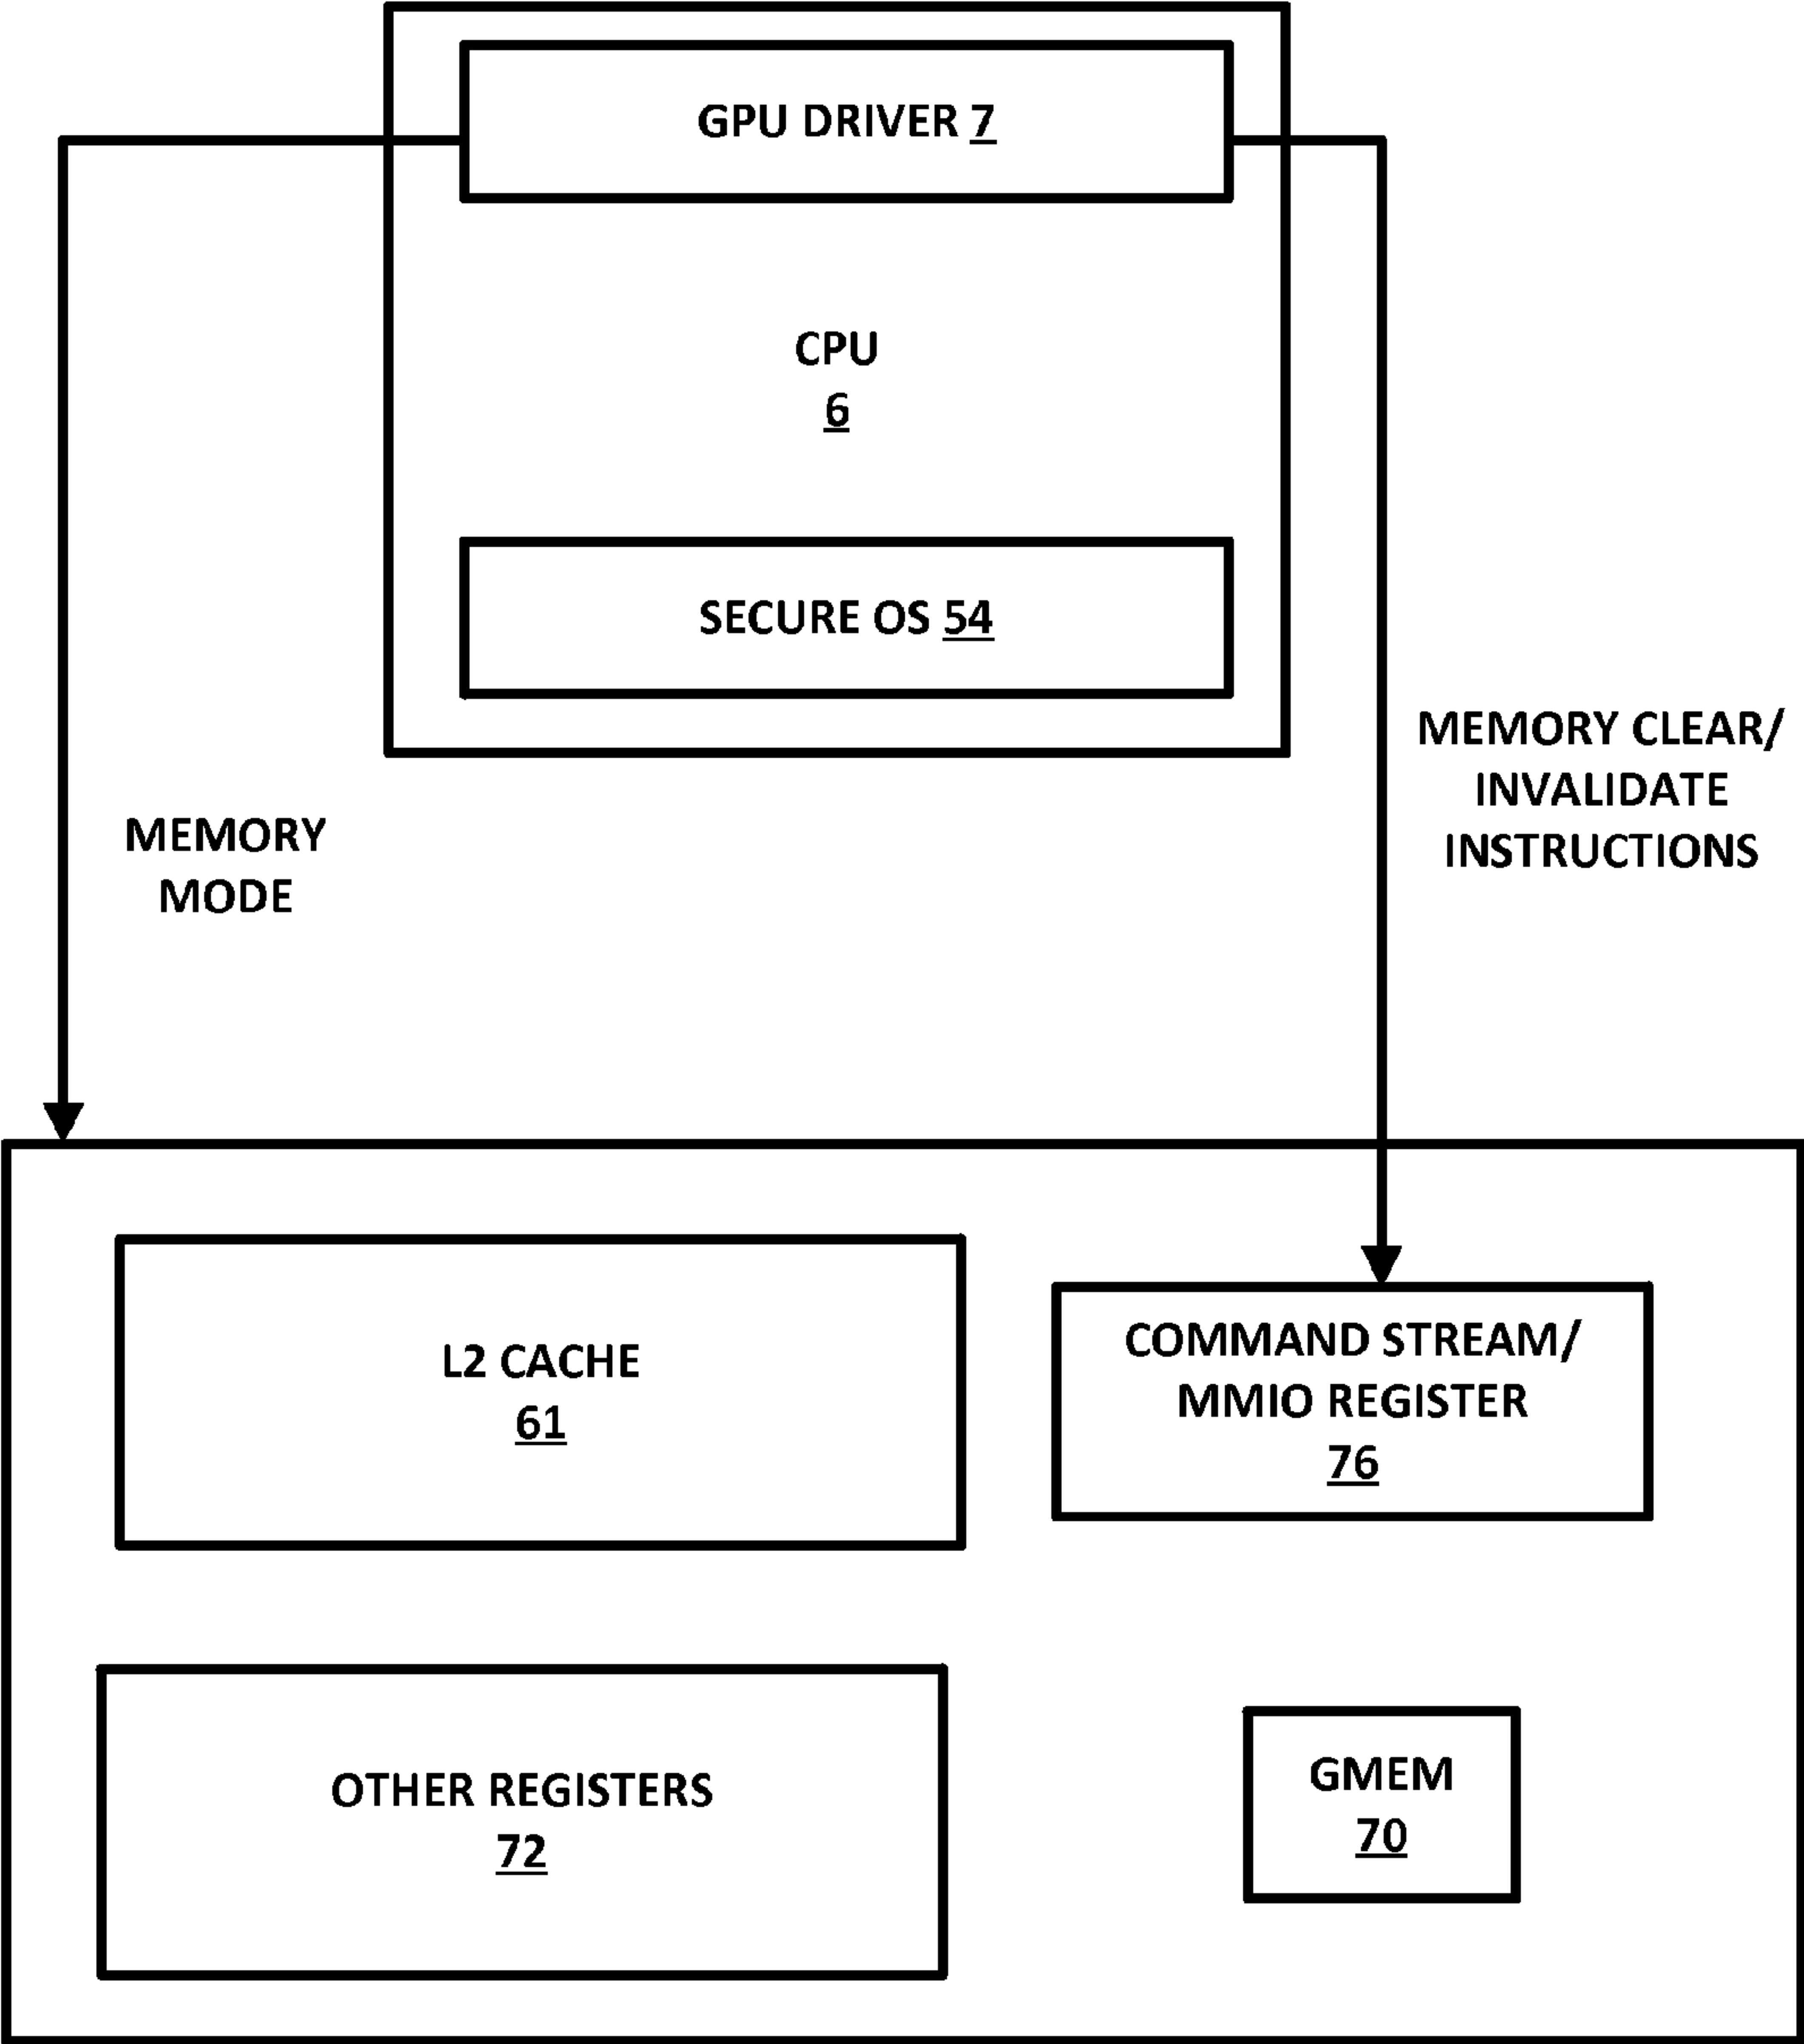 GPU DRIVER 7
CPU
6
SECURE OS 54
MEMORY CLEAR/
INVALIDATE
INSTRUCTIONS
MEMORY
MODE
L2 CACHE
61
COMMAND STREAM/
MMIO REGISTER
76
OTHER REGISTERS
72
GMEM
70